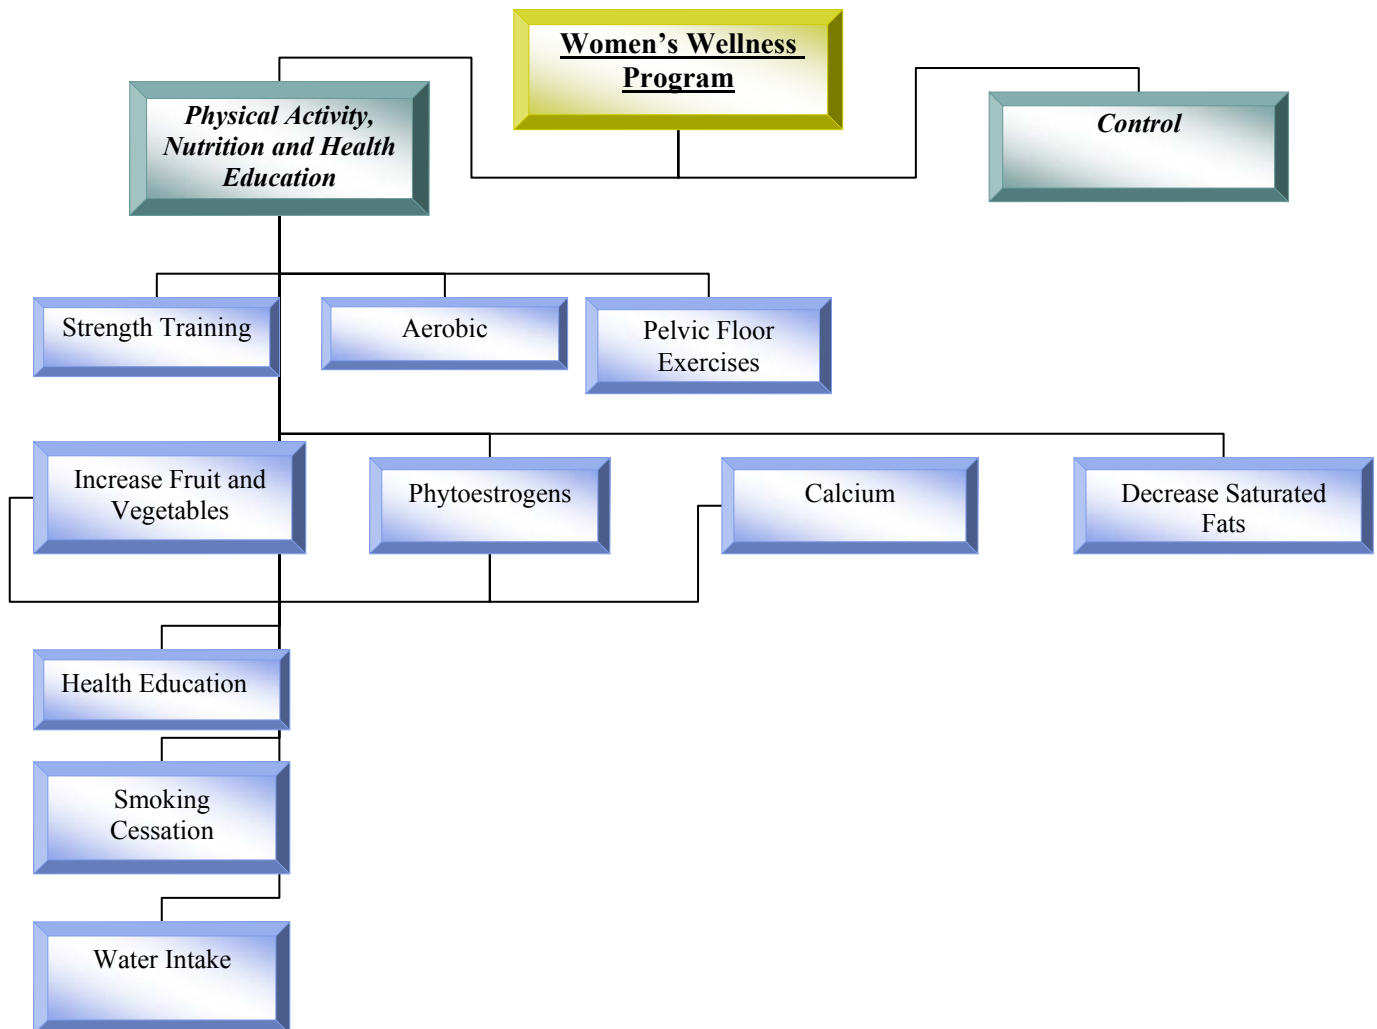 Women’s Wellness
Program
Physical Activity,
Nutrition and Health
Education
Control
Strength Training
Aerobic
Pelvic Floor
Exercises
Increase Fruit and
Vegetables
Phytoestrogens
Calcium
Decrease Saturated
Fats
Health Education
Smoking
Cessation
Water Intake